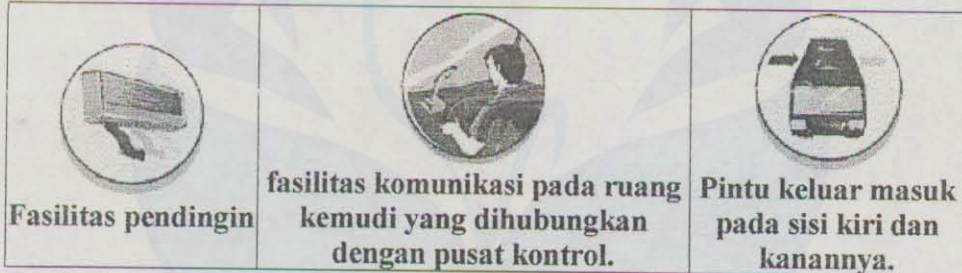 Fasilitas pendingin
fasilitas komunikasi pada ruang
kemudi yang dihubungkan
dengan pusat kontrol.
Pintu keluar masuk
pada sisi kiri dan
kanannya.